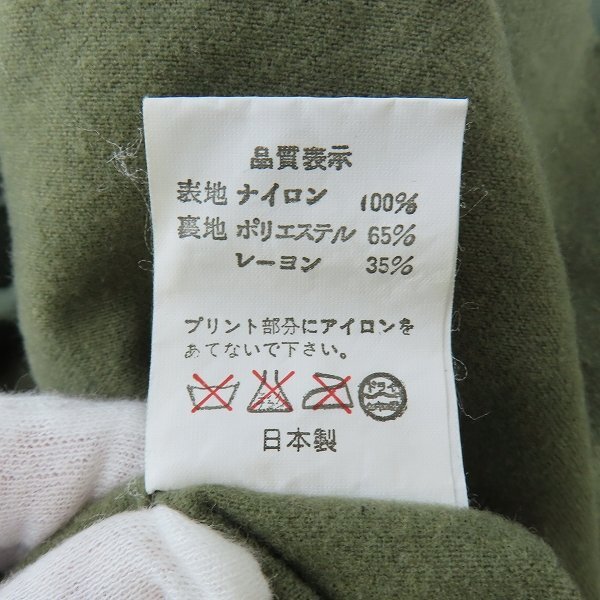 品質表示
表地 ナイロン 100%
裏地 ポリエステル 65%
レーヨン 35%
プリント部分にアイロンを
あてないで下さい。
ドライ
日本製